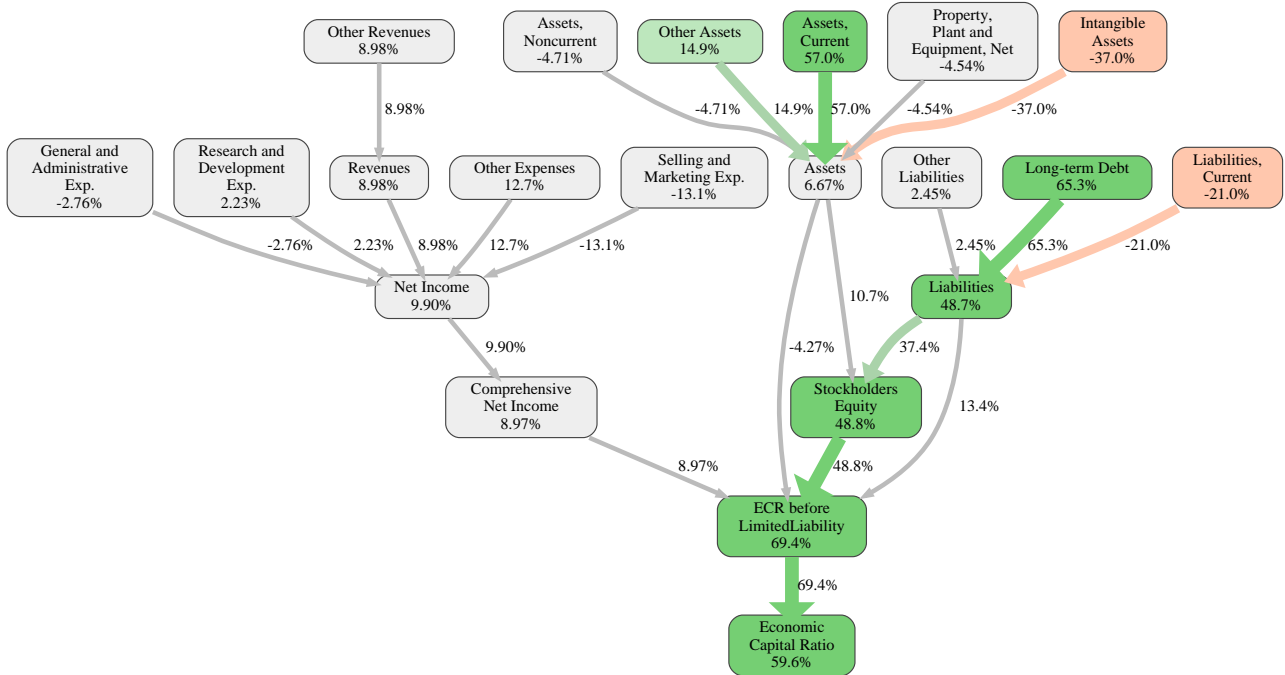 Other Revenues
8.98%
Assets,
Noncurrent
-4.71%
Other Assets
14.9%
Assets,
Current
57.0%
Property,
Plant and
Equipment, Net
-4.54%
Intangible
Assets
-37.0%
8.98%
-4.71%
14.9%
57.0%
-4.54%
-37.0%
General and
Administrative
Exp.
-2.76%
Research and
Development
Exp.
2.23%
Revenues
8.98%
Other Expenses
12.7%
Selling and
Marketing Exp.
-13.1%
Assets
6.67%
Other
Liabilities
2.45%
Long-term Debt
65.3%
Liabilities,
Current
-21.0%
-2.76%
2.23%
8.98%
12.7%
-13.1%
2.45%
65.3%
-21.0%
Net Income
9.90%
Liabilities
48.7%
10.7%
9.90%
-4.27%
37.4%
Comprehensive
Net Income
8.97%
Stockholders
Equity
48.8%
13.4%
8.97%
48.8%
ECR before
LimitedLiability
69.4%
69.4%
Economic
Capital Ratio
59.6%